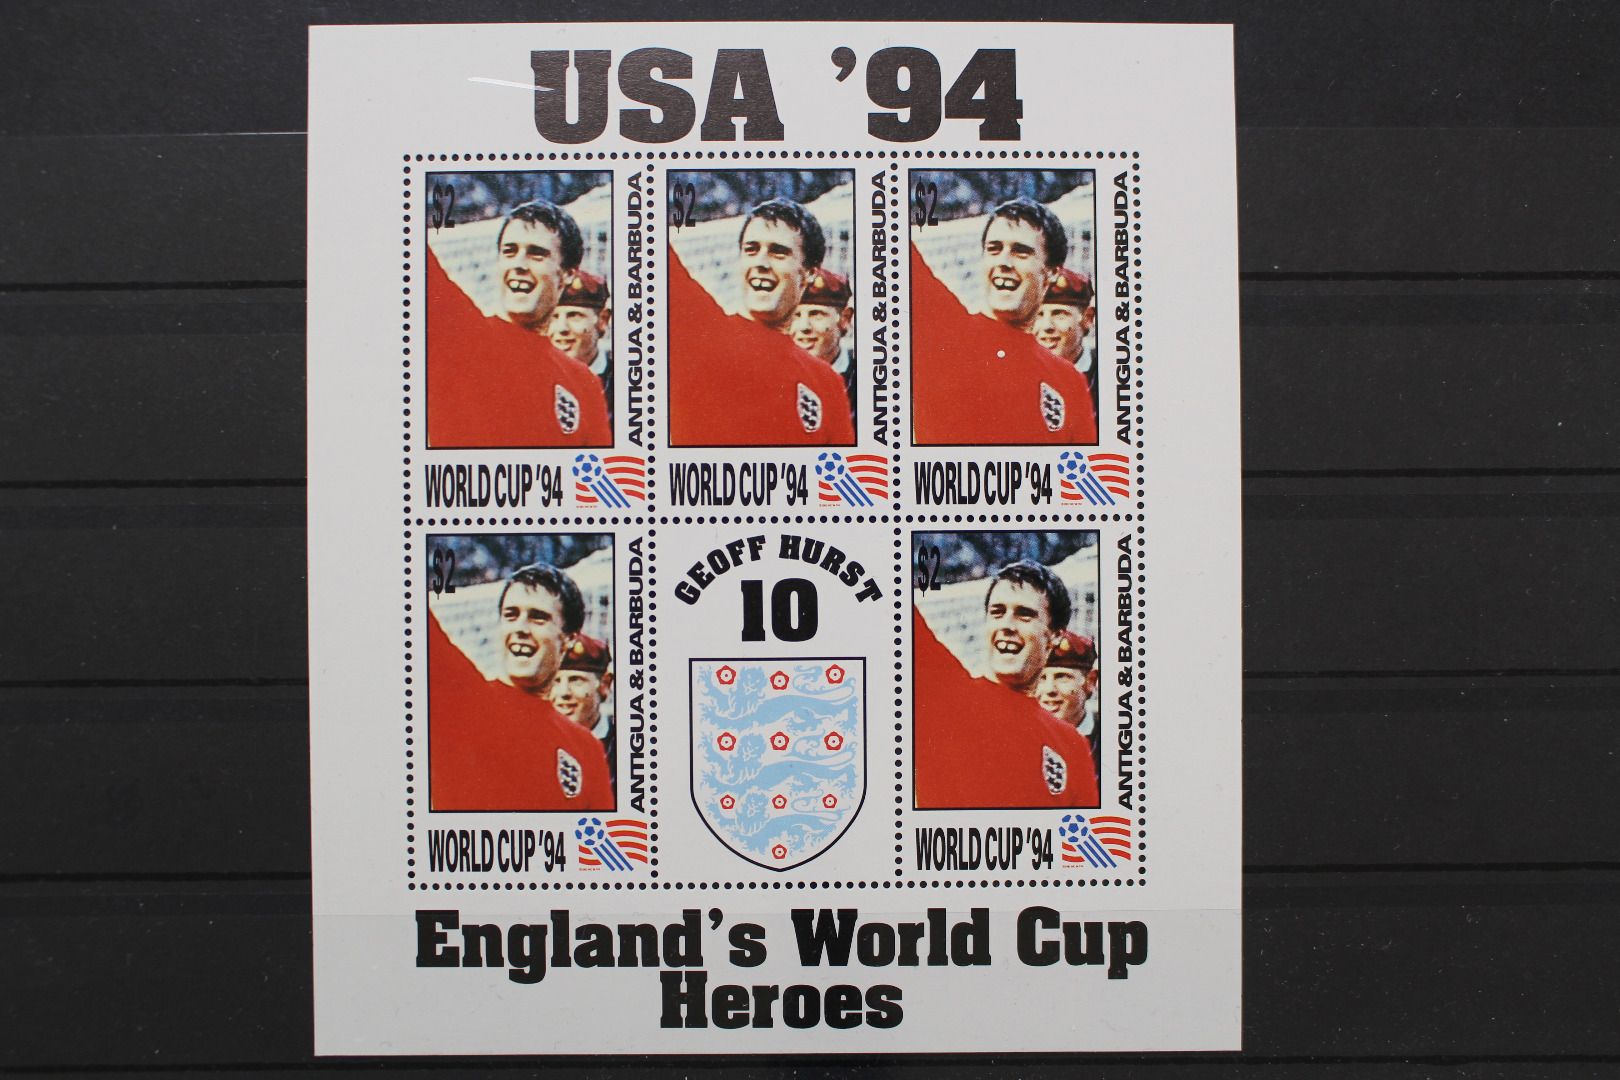 USA ’94
$2
ANTIGUA & BARBUDA
WORLD CUP '94
$2
ANTIGUA & BARBUDA
WORLD CUP '94
$2
ANTIGUA & BARBUDA
WORLD CUP '94
$2
ANTIGUA & BARBUDA
WORLD CUP '94
GEOFF HURST
10
$2
ANTIGUA & BARBUDA
WORLD CUP '94
England’s World Cup
Heroes